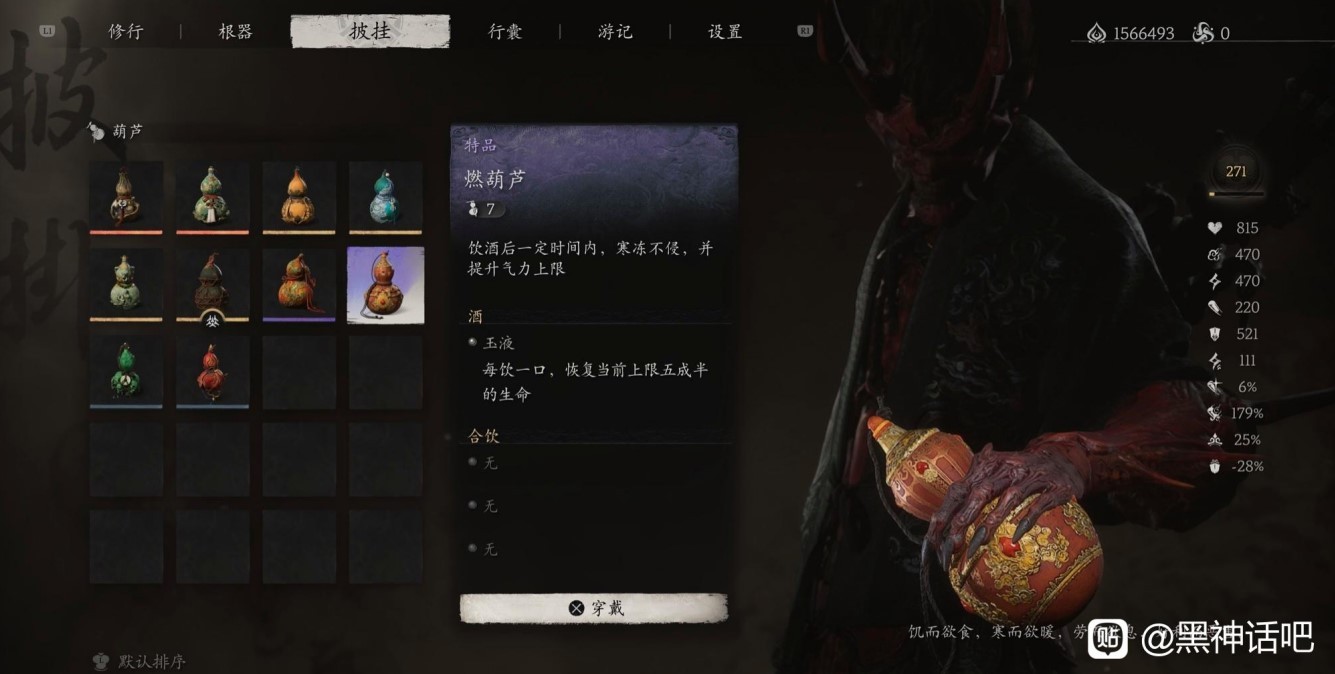 L1 修行 根器 披挂 行囊 游记 设置 R1
1566493 0
披挂
葫芦
特品
燃葫芦
7
饮酒后一定时间内，寒冻不侵，并
提升气力上限
酒
玉液
每饮一口，恢复当前上限五成半
的生命
合饮
无
无
无
穿戴
271
815
470
470
220
521
111
6%
179%
25%
-28%
饥而欲食，寒而欲暖，劳
默认排序
贴 @黑神话吧